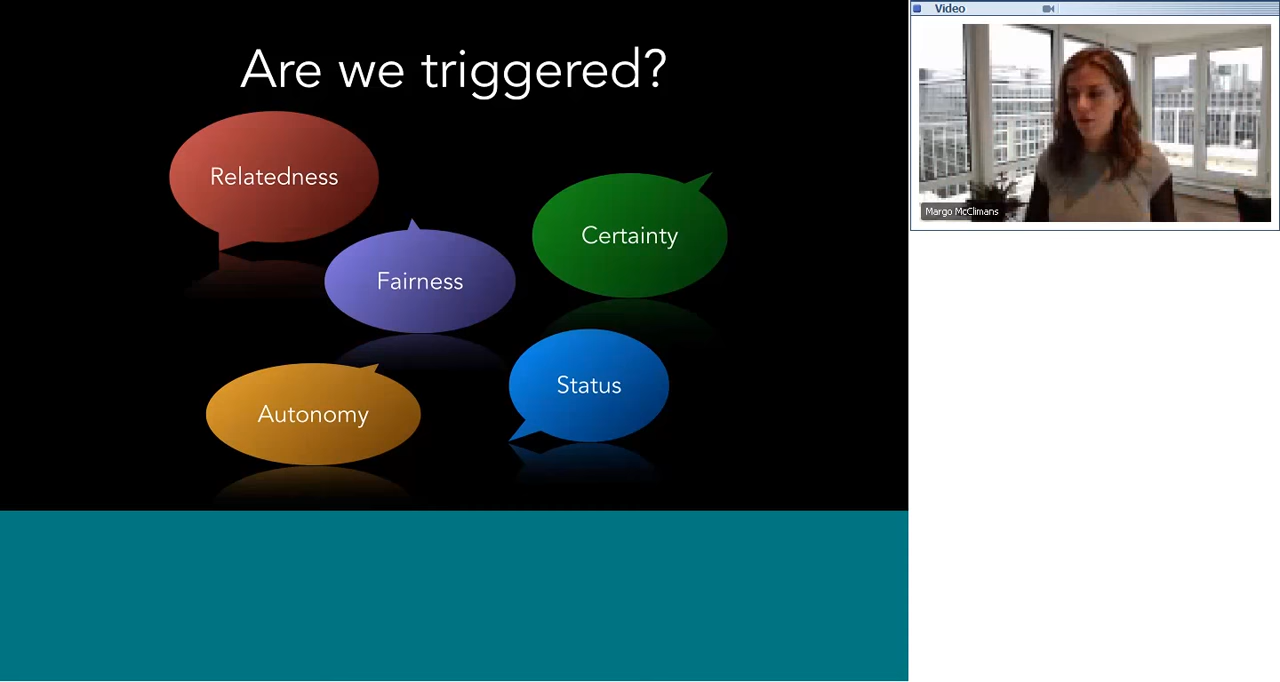 Are we triggered?
Relatedness
Certainty
Fairness
Status
Autonomy
Video
Margo McClimans